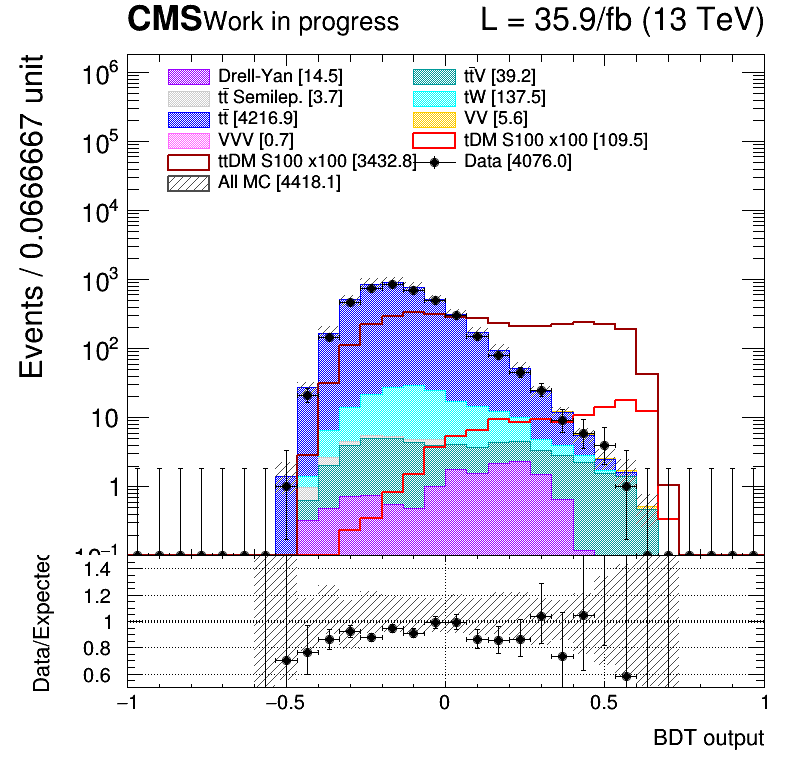 CMS Work in progress L = 35.9/fb (13 TeV)
Events / 0.0666667 unit
10⁶
10⁵
10⁴
10³
10²
10
1
10⁻¹
Drell-Yan [14.5] tt̄V [39.2]
tt̄ Semilep. [3.7] tW [137.5]
tt̄ [4216.9] VV [5.6]
VVV [0.7] tDM S100 x100 [109.5]
ttDM S100 x100 [3432.8] Data [4076.0]
All MC [4418.1]
Data/Expected
1.4
1.2
1
0.8
0.6
−1 −0.5 0 0.5 1
BDT output